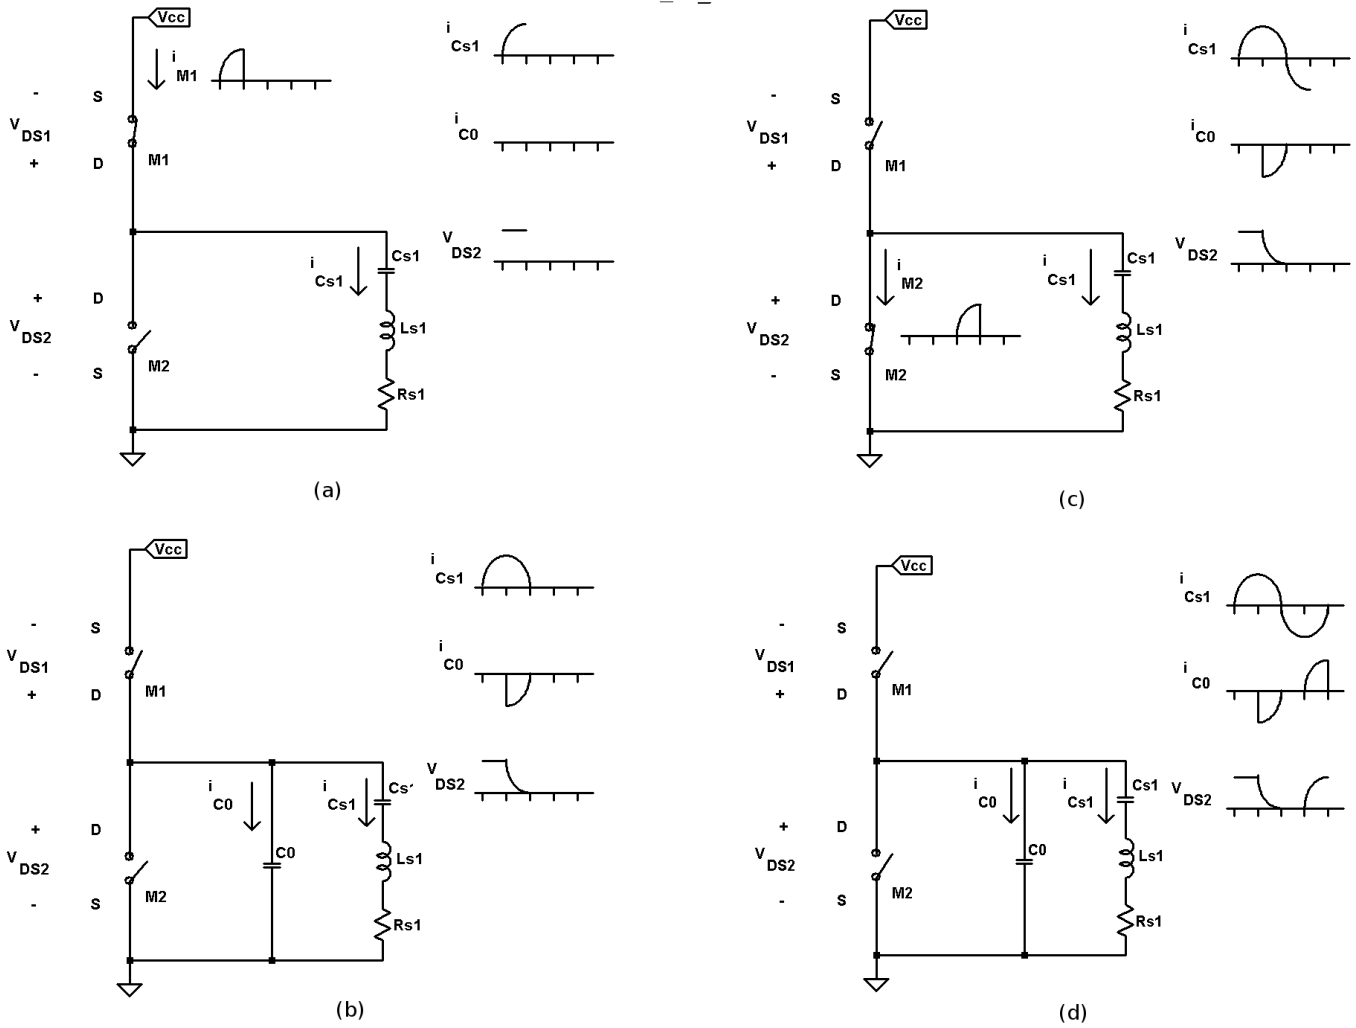 Vcc
i
M1
-
S
V
DS1
+
D
M1
i
Cs1
i
C0
V
DS2
i
Cs1
Cs1
+
D
V
DS2
Ls1
-
S
M2
Rs1
(a)
Vcc
-
S
V
DS1
+
D
M1
i
Cs1
i
C0
V
DS2
i
M2
i
Cs1
Cs1
+
D
V
DS2
Ls1
-
S
M2
Rs1
(c)
Vcc
-
S
V
DS1
+
D
M1
i
Cs1
i
C0
V
DS2
i
C0
i
Cs1
+
D
V
DS2
C0
Ls1
-
S
M2
Rs1
(b)
Vcc
-
S
V
DS1
+
D
M1
i
Cs1
i
C0
V
DS2
i
C0
i
Cs1
Cs1
+
D
V
DS2
C0
Ls1
-
S
M2
Rs1
(d)